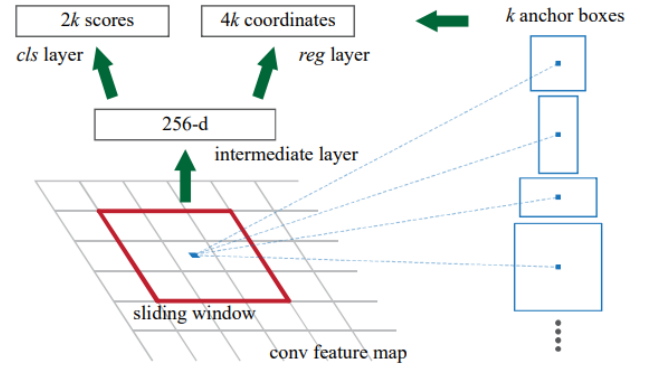 2k scores
4k coordinates
k anchor boxes
cls layer
reg layer
256-d
intermediate layer
sliding window
conv feature map